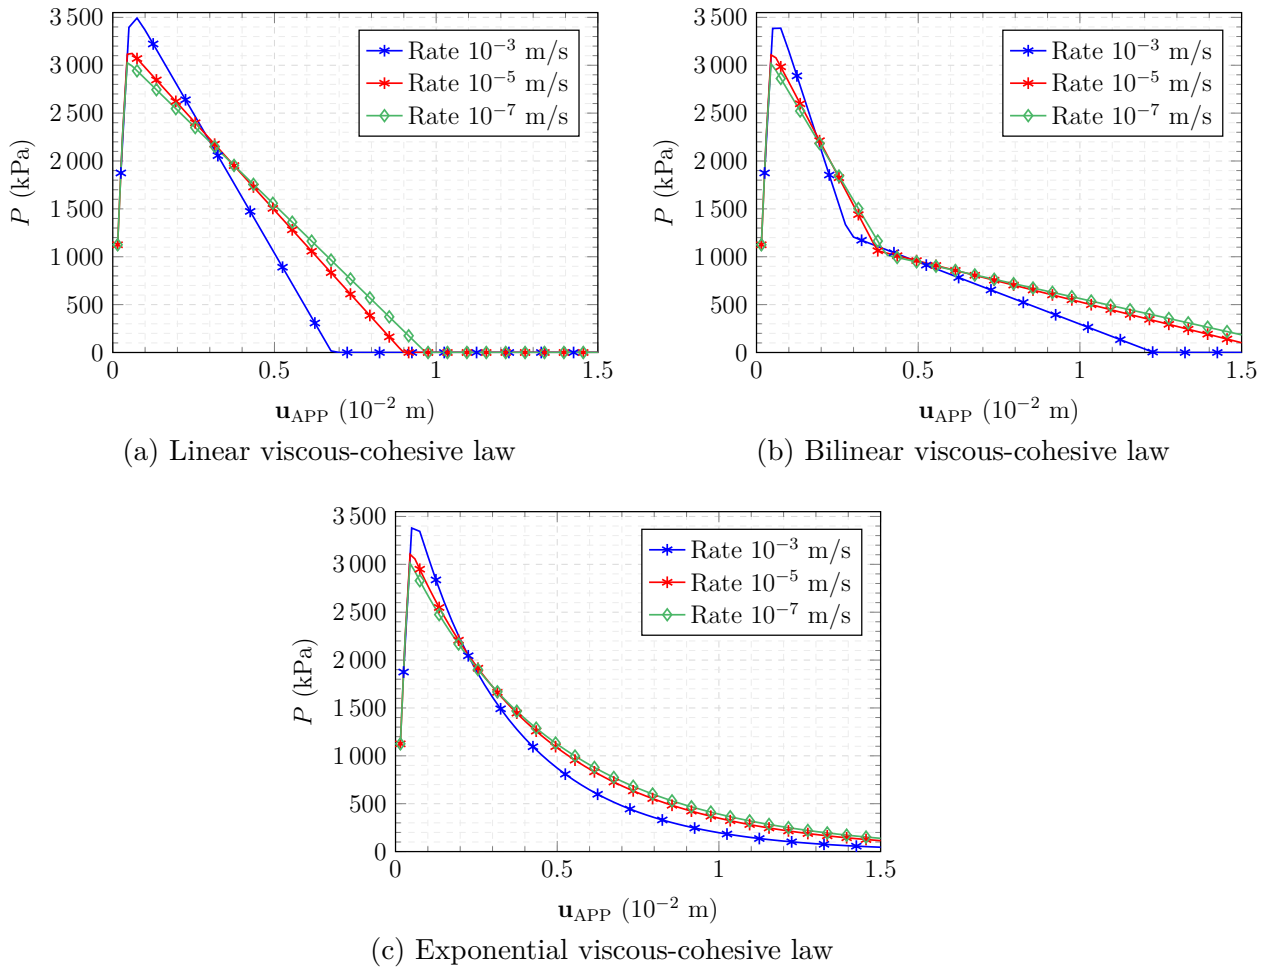 3 500
3 000
2 500
2 000
1 500
1 000
500
0
P (kPa)
0 0.5 1 1.5
u_APP (10⁻² m)
Rate 10⁻³ m/s
Rate 10⁻⁵ m/s
Rate 10⁻⁷ m/s
(a) Linear viscous-cohesive law
3 500
3 000
2 500
2 000
1 500
1 000
500
0
P (kPa)
0 0.5 1 1.5
u_APP (10⁻² m)
Rate 10⁻³ m/s
Rate 10⁻⁵ m/s
Rate 10⁻⁷ m/s
(b) Bilinear viscous-cohesive law
3 500
3 000
2 500
2 000
1 500
1 000
500
0
P (kPa)
0 0.5 1 1.5
u_APP (10⁻² m)
Rate 10⁻³ m/s
Rate 10⁻⁵ m/s
Rate 10⁻⁷ m/s
(c) Exponential viscous-cohesive law